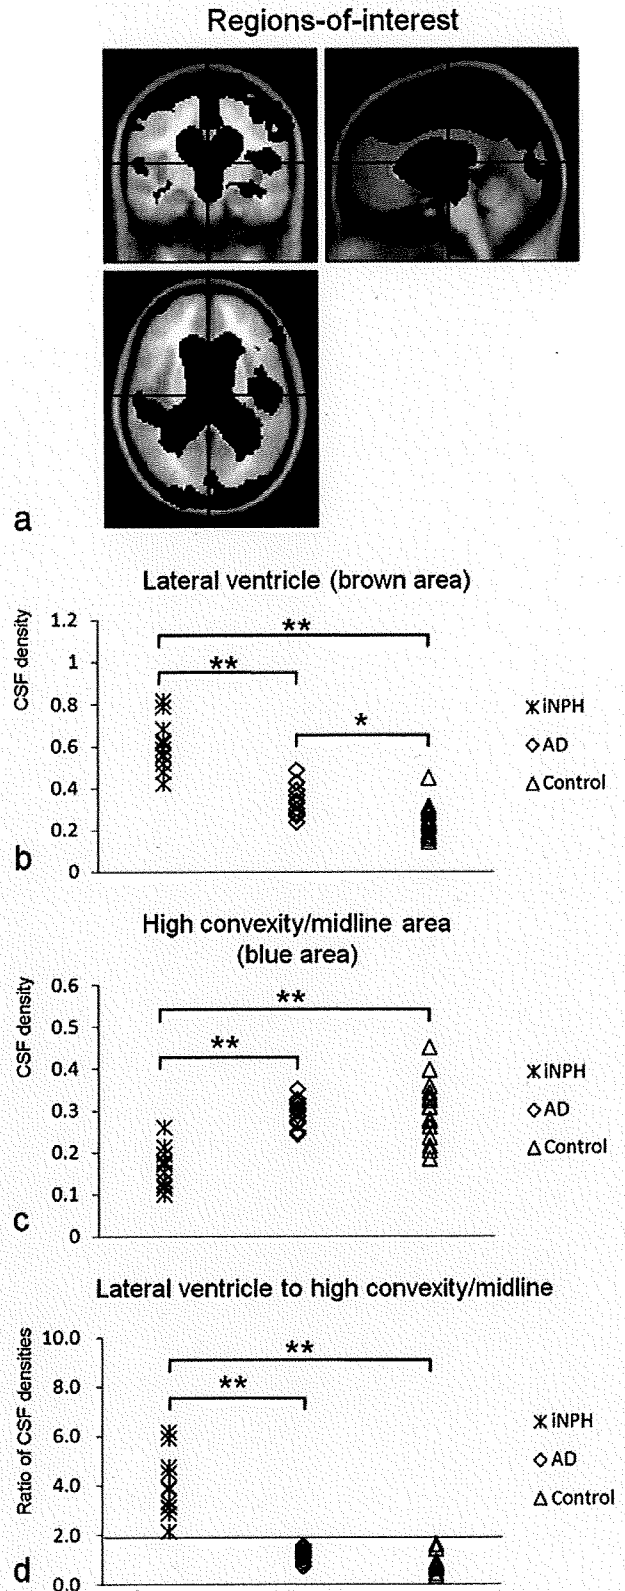 Regions-of-interest
a
Lateral ventricle (brown area)
CSF density
1.2
1
0.8
0.6
0.4
0.2
0
**
**
*
iNPH
AD
Control
b
High convexity/midline area
(blue area)
CSF density
0.6
0.5
0.4
0.3
0.2
0.1
0
**
**
iNPH
AD
Control
c
Lateral ventricle to high convexity/midline
Ratio of CSF densities
10.0
8.0
6.0
4.0
2.0
0.0
**
**
iNPH
AD
Control
d